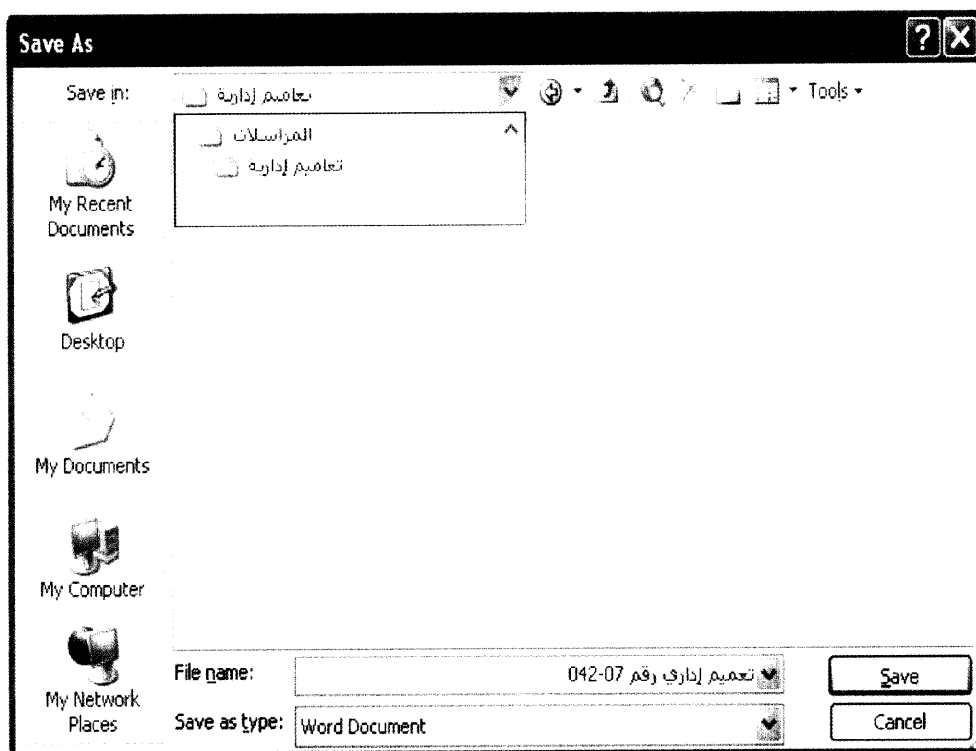 Save As
Save in:
تعاميم إدارية
Tools
المراسلات
تعاميم إدارية
My Recent
Documents
Desktop
My Documents
My Computer
My Network
Places
File name:
تعميم إداري رقم 07-042
Save
Save as type:
Word Document
Cancel